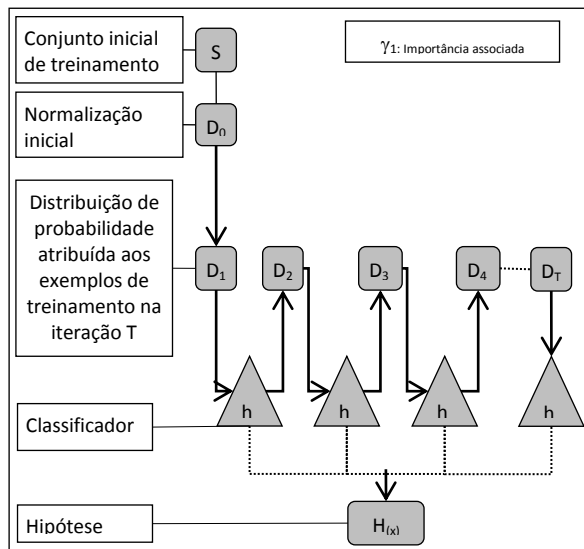 Conjunto inicial
de treinamento
S
γ1: Importância associada
Normalização
inicial
D0
Distribuição de
probabilidade
atribuída aos
exemplos de
treinamento na
iteração T
D1
D2
D3
D4
DT
Classificador
h
h
h
h
Hipótese
H(x)